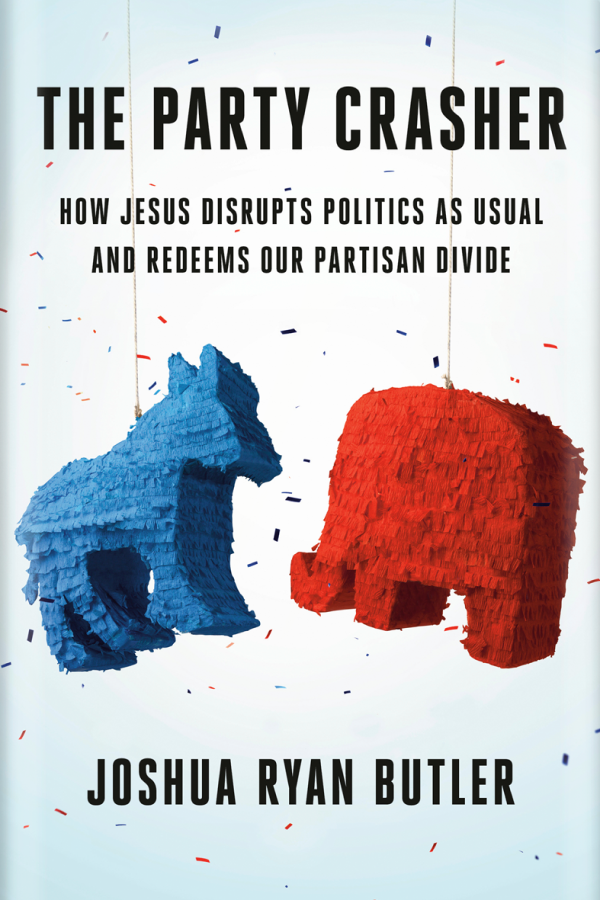 THE PARTY CRASHER
HOW JESUS DISRUPTS POLITICS AS USUAL
AND REDEEMS OUR PARTISAN DIVIDE
JOSHUA RYAN BUTLER